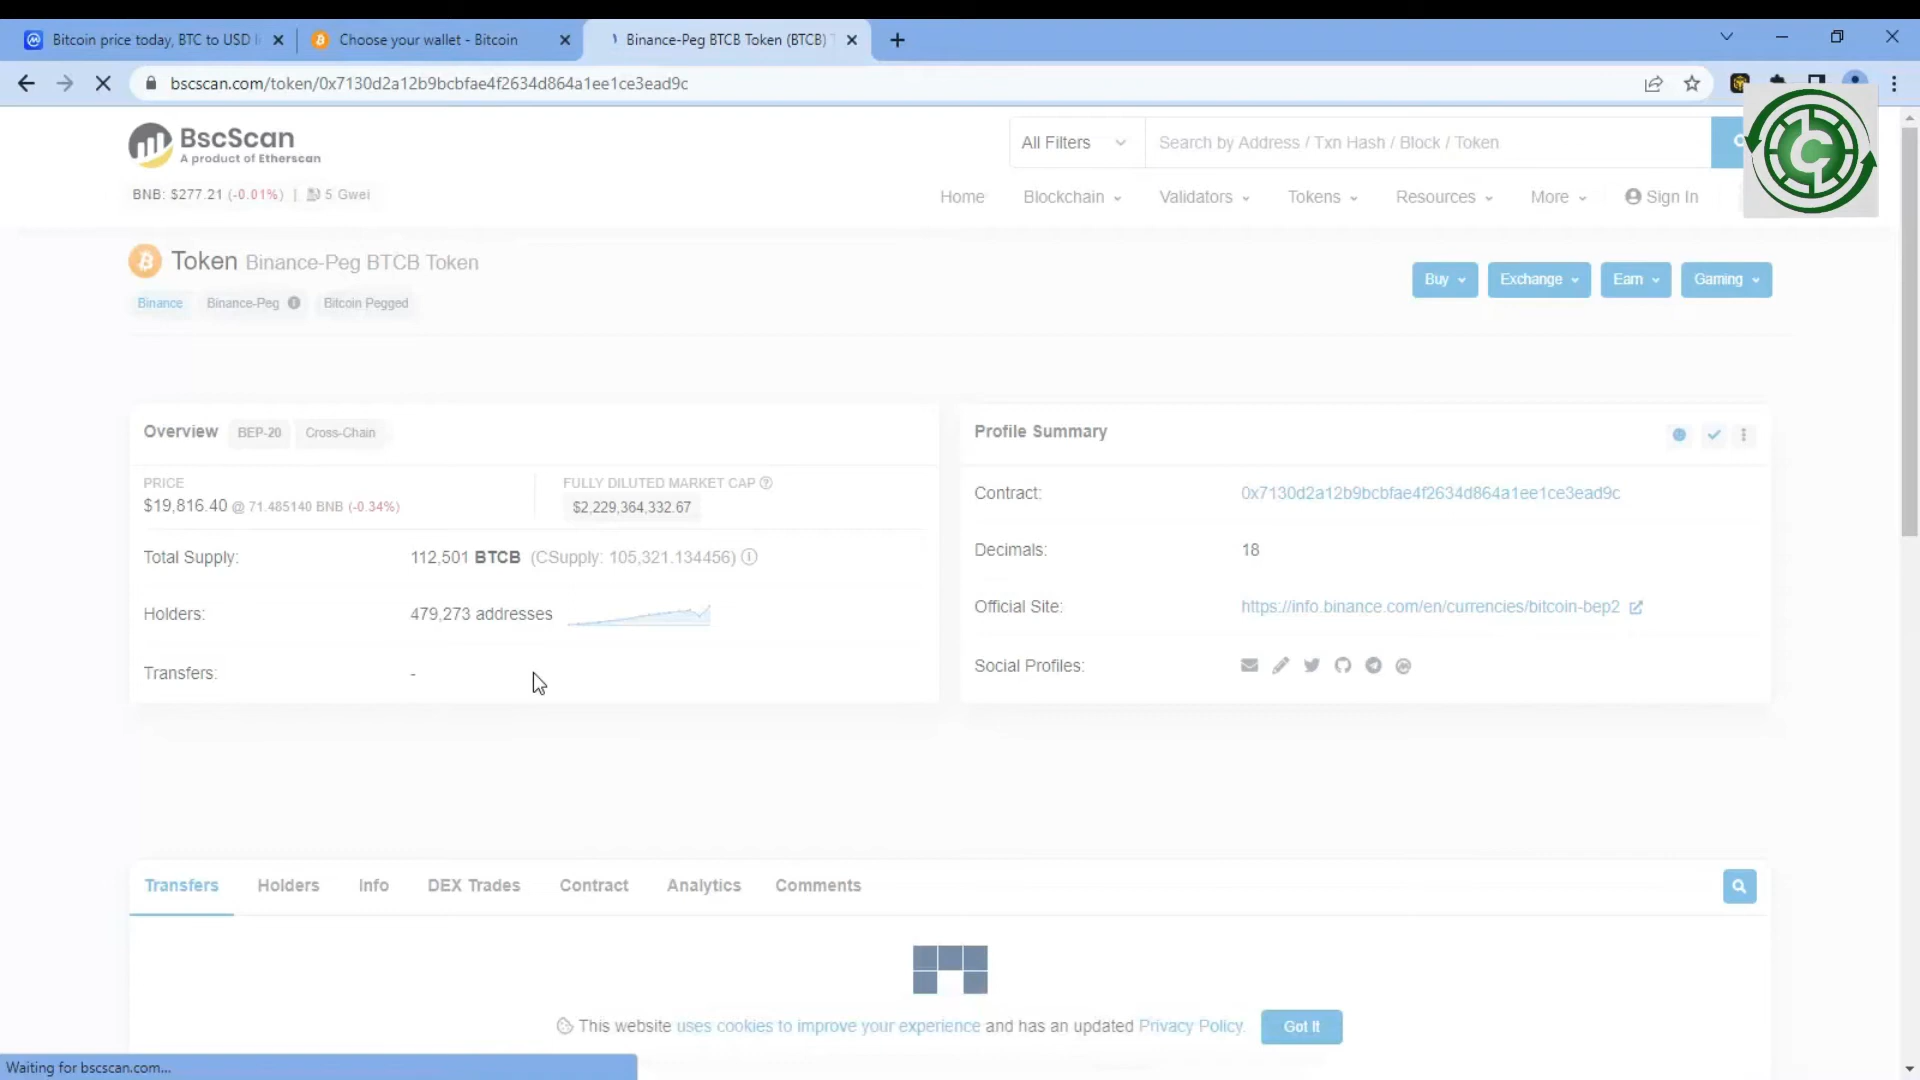 Bitcoin price today, BTC to USD l
Choose your wallet - Bitcoin
Binance-Peg BTCB Token (BTCB) T
bscscan.com/token/0x7130d2a12b9bcbfae4f2634d864a1ee1ce3ead9c
BscScan
A product of Etherscan
All Filters
Search by Address / Txn Hash / Block / Token
BNB: $277.21 (-0.01%) | 5 Gwei
Home Blockchain Validators Tokens Resources More Sign In
Token Binance-Peg BTCB Token
Binance Binance-Peg Bitcoin Pegged
Buy Exchange Earn Gaming
Overview BEP-20 Cross-Chain
PRICE
$19,816.40 @ 71.485140 BNB (-0.34%)
FULLY DILUTED MARKET CAP
$2,229,364,332.67
Total Supply: 112,501 BTCB (CSupply: 105,321.134456)
Holders: 479,273 addresses
Transfers: -
Profile Summary
Contract: 0x7130d2a12b9bcbfae4f2634d864a1ee1ce3ead9c
Decimals: 18
Official Site: https://info.binance.com/en/currencies/bitcoin-bep2
Social Profiles:
Transfers Holders Info DEX Trades Contract Analytics Comments
This website uses cookies to improve your experience and has an updated Privacy Policy.
Got It
Waiting for bscscan.com...